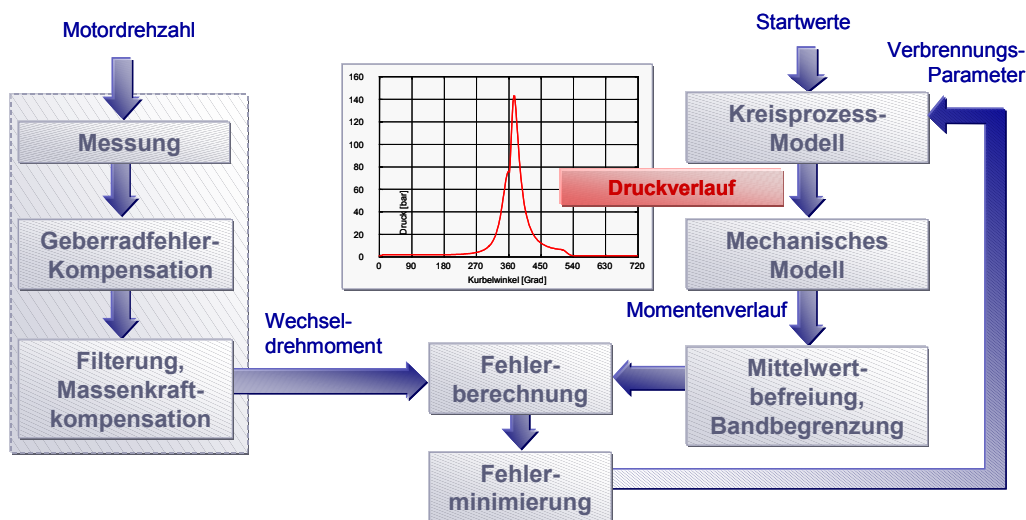 Motordrehzahl
Messung
Geberradfehler-
Kompensation
Filterung,
Massenkraft-
kompensation
Wechsel-
drehmoment
160
140
120
100
80
60
40
20
0
Druck [bar]
0 90 180 270 360 450 540 630 720
Kurbelwinkel [Grad]
Druckverlauf
Startwerte
Verbrennungs-
Parameter
Kreisprozess-
Modell
Mechanisches
Modell
Momentenverlauf
Mittelwert-
befreiung,
Bandbegrenzung
Fehler-
berechnung
Fehler-
minimierung